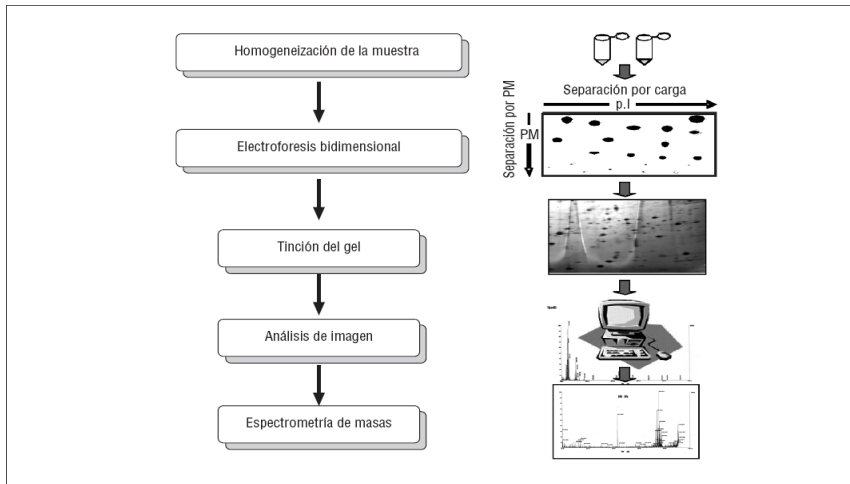 Homogeneización de la muestra
Electroforesis bidimensional
Tinción del gel
Análisis de imagen
Espectrometría de masas
Separación por carga
p.I
Separación por PM
P.M